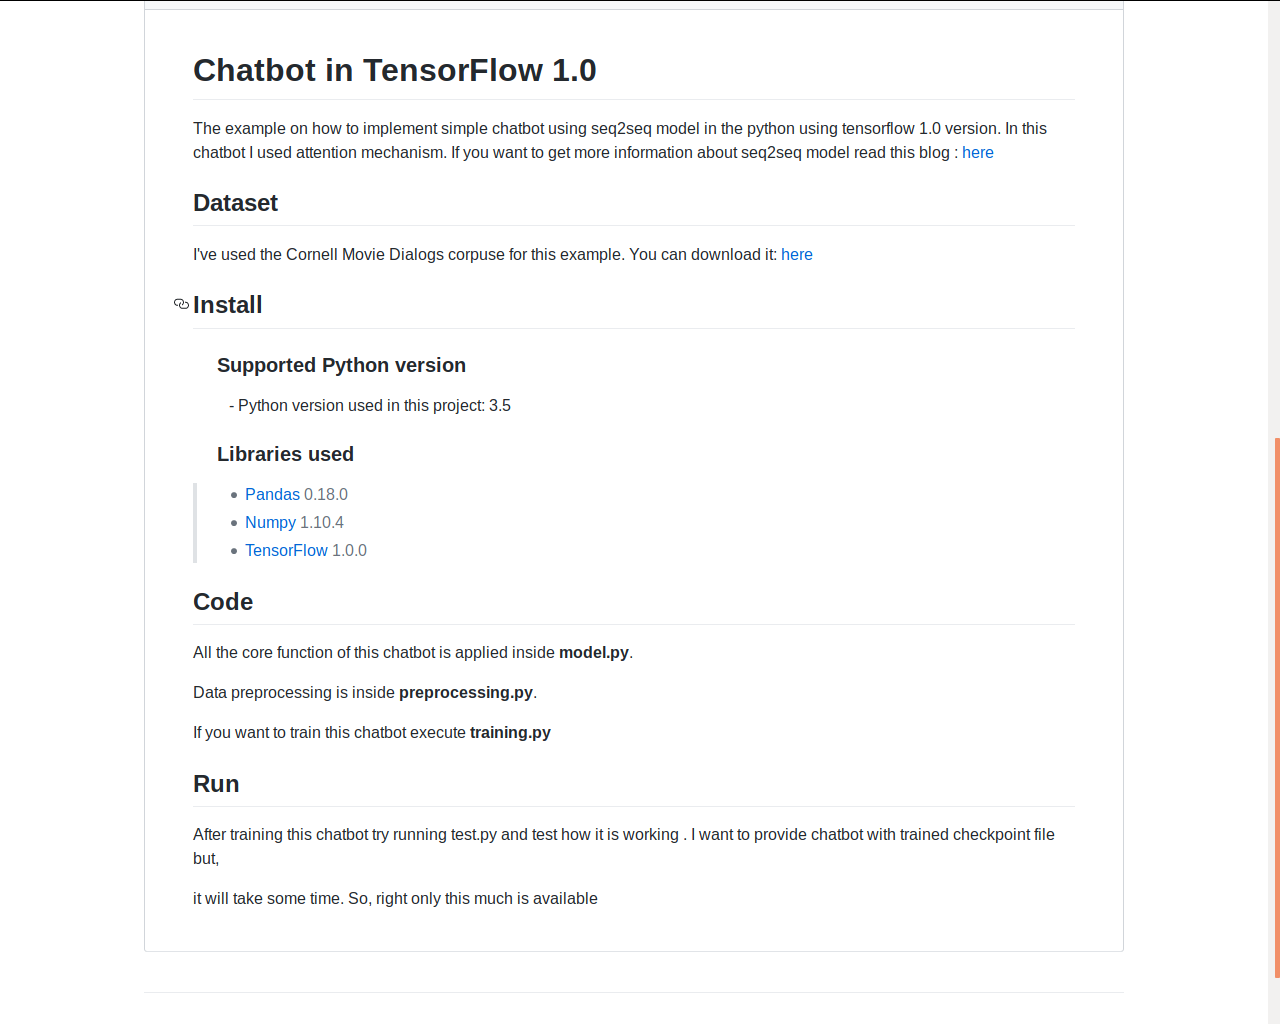 Chatbot in TensorFlow 1.0
The example on how to implement simple chatbot using seq2seq model in the python using tensorflow 1.0 version. In this
chatbot I used attention mechanism. If you want to get more information about seq2seq model read this blog : here
Dataset
I've used the Cornell Movie Dialogs corpuse for this example. You can download it: here
Install
Supported Python version
- Python version used in this project: 3.5
Libraries used
• Pandas 0.18.0
• Numpy 1.10.4
• TensorFlow 1.0.0
Code
All the core function of this chatbot is applied inside model.py.
Data preprocessing is inside preprocessing.py.
If you want to train this chatbot execute training.py
Run
After training this chatbot try running test.py and test how it is working . I want to provide chatbot with trained checkpoint file
but,
it will take some time. So, right only this much is available